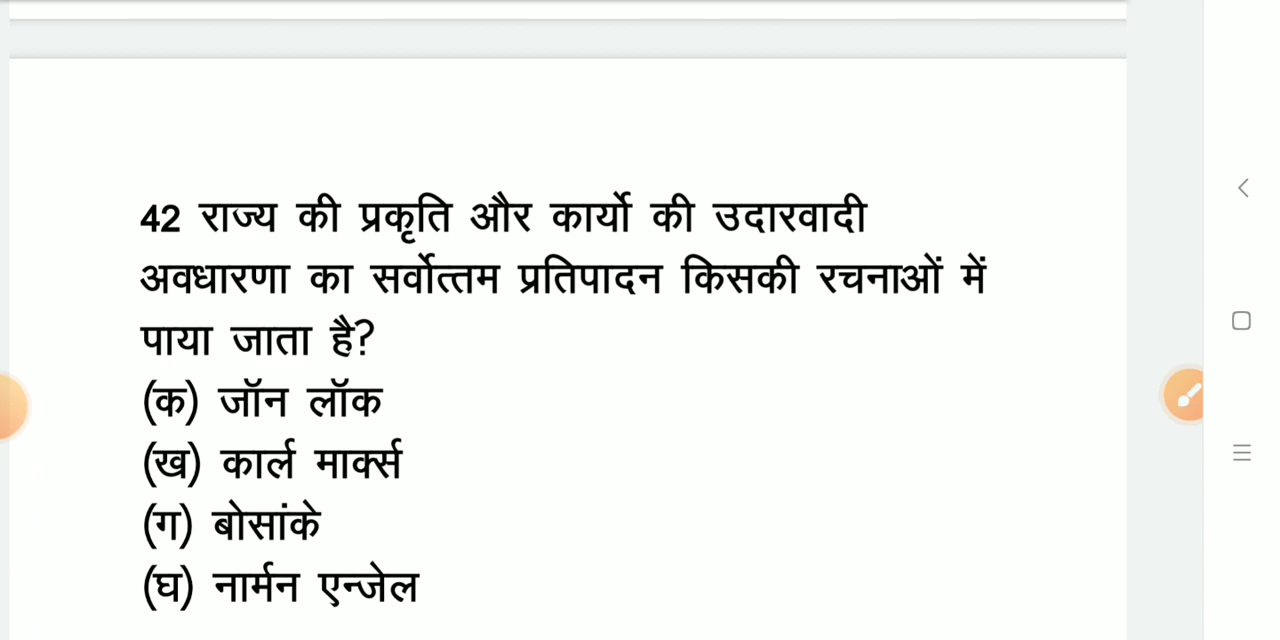 42 राज्य की प्रकृति और कार्यो की उदारवादी
अवधारणा का सर्वोत्तम प्रतिपादन किसकी रचनाओं में
पाया जाता है?
(क) जॉन लॉक
(ख) कार्ल मार्क्स
(ग) बोसांके
(घ) नार्मन एन्जेल